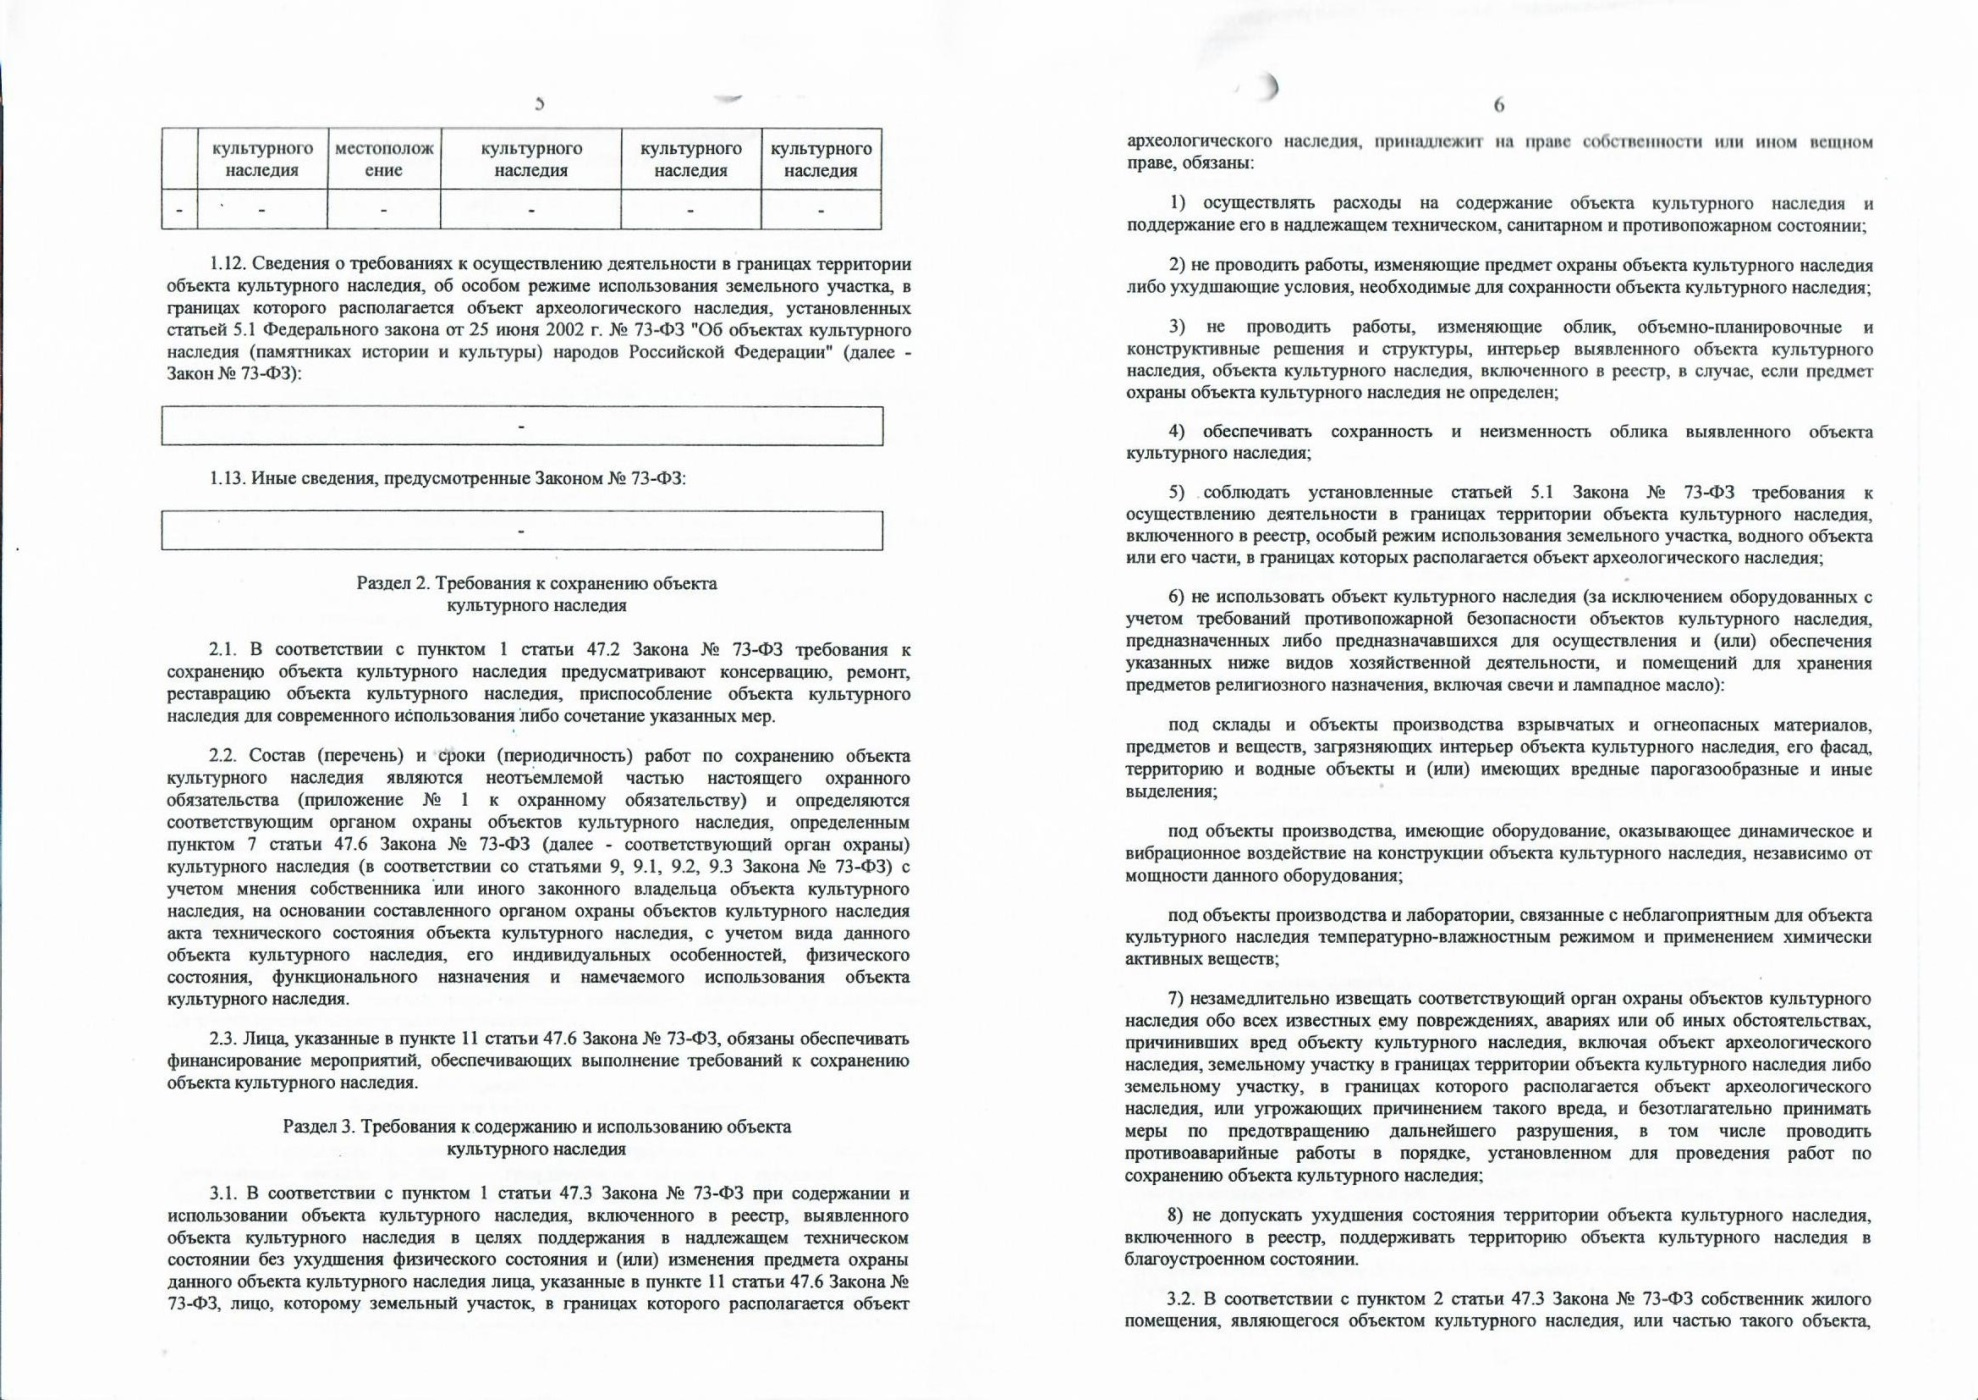 5
культурного местополож культурного культурного культурного
наследия ение наследия наследия наследия
- - - - - -
1.12. Сведения о требованиях к осуществлению деятельности в границах территории
объекта культурного наследия, об особом режиме использования земельного участка, в
границах которого располагается объект археологического наследия, установленных
статьей 5.1 Федерального закона от 25 июня 2002 г. № 73-ФЗ "Об объектах культурного
наследия (памятниках истории и культуры) народов Российской Федерации" (далее -
Закон № 73-ФЗ):
-
1.13. Иные сведения, предусмотренные Законом № 73-ФЗ:
-
Раздел 2. Требования к сохранению объекта
культурного наследия
2.1. В соответствии с пунктом 1 статьи 47.2 Закона № 73-ФЗ требования к
сохранению объекта культурного наследия предусматривают консервацию, ремонт,
реставрацию объекта культурного наследия, приспособление объекта культурного
наследия для современного использования либо сочетание указанных мер.
2.2. Состав (перечень) и сроки (периодичность) работ по сохранению объекта
культурного наследия являются неотъемлемой частью настоящего охранного
обязательства (приложение № 1 к охранному обязательству) и определяются
соответствующим органом охраны объектов культурного наследия, определенным
пунктом 7 статьи 47.6 Закона № 73-ФЗ (далее - соответствующий орган охраны)
культурного наследия (в соответствии со статьями 9, 9.1, 9.2, 9.3 Закона № 73-ФЗ) с
учетом мнения собственника или иного законного владельца объекта культурного
наследия, на основании составленного органом охраны объектов культурного наследия
акта технического состояния объекта культурного наследия, с учетом вида данного
объекта культурного наследия, его индивидуальных особенностей, физического
состояния, функционального назначения и намечаемого использования объекта
культурного наследия.
2.3. Лица, указанные в пункте 11 статьи 47.6 Закона № 73-ФЗ, обязаны обеспечивать
финансирование мероприятий, обеспечивающих выполнение требований к сохранению
объекта культурного наследия.
Раздел 3. Требования к содержанию и использованию объекта
культурного наследия
3.1. В соответствии с пунктом 1 статьи 47.3 Закона № 73-ФЗ при содержании и
использовании объекта культурного наследия, включенного в реестр, выявленного
объекта культурного наследия в целях поддержания в надлежащем техническом
состоянии без ухудшения физического состояния и (или) изменения предмета охраны
данного объекта культурного наследия лица, указанные в пункте 11 статьи 47.6 Закона №
73-ФЗ, лицо, которому земельный участок, в границах которого располагается объект
6
археологического наследия, принадлежит на праве собственности или ином вещном
праве, обязаны:
1) осуществлять расходы на содержание объекта культурного наследия и
поддержание его в надлежащем техническом, санитарном и противопожарном состоянии;
2) не проводить работы, изменяющие предмет охраны объекта культурного наследия
либо ухудшающие условия, необходимые для сохранности объекта культурного наследия;
3) не проводить работы, изменяющие облик, объемно-планировочные и
конструктивные решения и структуры, интерьер выявленного объекта культурного
наследия, объекта культурного наследия, включенного в реестр, в случае, если предмет
охраны объекта культурного наследия не определен;
4) обеспечивать сохранность и неизменность облика выявленного объекта
культурного наследия;
5) соблюдать установленные статьей 5.1 Закона № 73-ФЗ требования к
осуществлению деятельности в границах территории объекта культурного наследия,
включенного в реестр, особый режим использования земельного участка, водного объекта
или его части, в границах которых располагается объект археологического наследия;
6) не использовать объект культурного наследия (за исключением оборудованных с
учетом требований противопожарной безопасности объектов культурного наследия,
предназначенных либо предназначавшихся для осуществления и (или) обеспечения
указанных ниже видов хозяйственной деятельности, и помещений для хранения
предметов религиозного назначения, включая свечи и лампадное масло):
под склады и объекты производства взрывчатых и огнеопасных материалов,
предметов и веществ, загрязняющих интерьер объекта культурного наследия, его фасад,
территорию и водные объекты и (или) имеющих вредные парогазообразные и иные
выделения;
под объекты производства, имеющие оборудование, оказывающее динамическое и
вибрационное воздействие на конструкции объекта культурного наследия, независимо от
мощности данного оборудования;
под объекты производства и лаборатории, связанные с неблагоприятным для объекта
культурного наследия температурно-влажностным режимом и применением химически
активных веществ;
7) незамедлительно извещать соответствующий орган охраны объектов культурного
наследия обо всех известных ему повреждениях, авариях или об иных обстоятельствах,
причинивших вред объекту культурного наследия, включая объект археологического
наследия, земельному участку в границах территории объекта культурного наследия либо
земельному участку, в границах которого располагается объект археологического
наследия, или угрожающих причинением такого вреда, и безотлагательно принимать
меры по предотвращению дальнейшего разрушения, в том числе проводить
противоаварийные работы в порядке, установленном для проведения работ по
сохранению объекта культурного наследия;
8) не допускать ухудшения состояния территории объекта культурного наследия,
включенного в реестр, поддерживать территорию объекта культурного наследия в
благоустроенном состоянии.
3.2. В соответствии с пунктом 2 статьи 47.3 Закона № 73-ФЗ собственник жилого
помещения, являющегося объектом культурного наследия, или частью такого объекта,